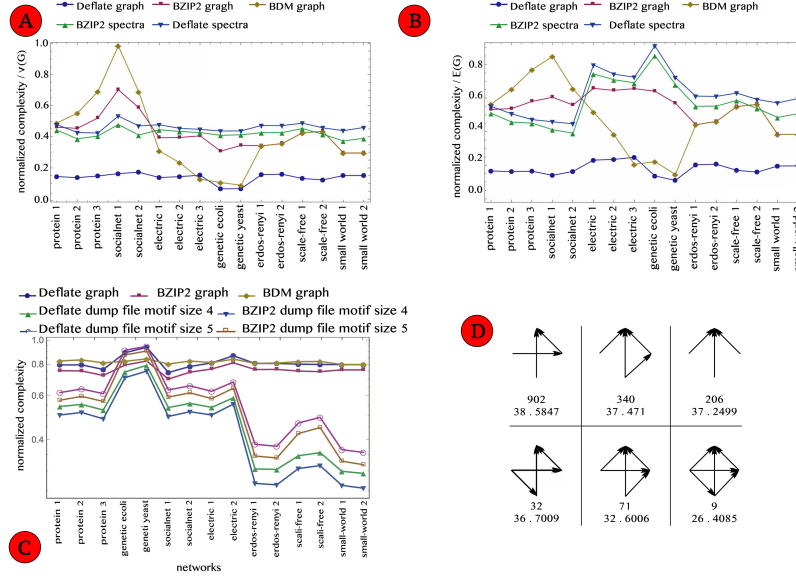 A
Deflate graph
BZIP2 gragh
BDM graph
BZIP2 spectra
Deflate spectra
normalized complexity / v(G)
1.0
0.8
0.6
0.4
0.2
0.0
protein 1
protein 2
protein 3
socialnet 1
socialnet 2
electric 1
electric 2
electric 3
genetic ecoli
genetic yeast
erdos-renyi 1
erdos-renyi 2
scale-free 1
scale-free 2
small world 1
small world 2
B
Deflate graph
BZIP2 graph
BDM graph
BZIP2 spectra
Deflate spectra
normalized complexity / E(G)
0.8
0.6
0.4
0.2
0.0
protein 1
protein 2
protein 3
socialnet 1
socialnet 2
electric 1
electric 2
electric 3
genetic ecoli
genetic yeast
erdos-renyi 1
erdos-renyi 2
scale-free 1
scale-free 2
small world 1
small world 2
Deflate graph
BZIP2 graph
BDM graph
Deflate dump file motif size 4
BZIP2 dump file motif size 4
Deflate dump file motif size 5
BZIP2 dump file motif size 5
normalized complexity
1.0
0.8
0.6
0.4
protein 1
protein 2
protein 3
genetic ecoli
geneti yeast
socialnet 1
socialnet 2
electric 1
electric 2
erdos-renyi 1
erdos-renyi 2
scali-free 1
scali-free 2
small-world 1
small-world 2
C
networks
D
902
38 . 5847
340
37 . 471
206
37 . 2499
32
36 . 7009
71
32 . 6006
9
26 . 4085